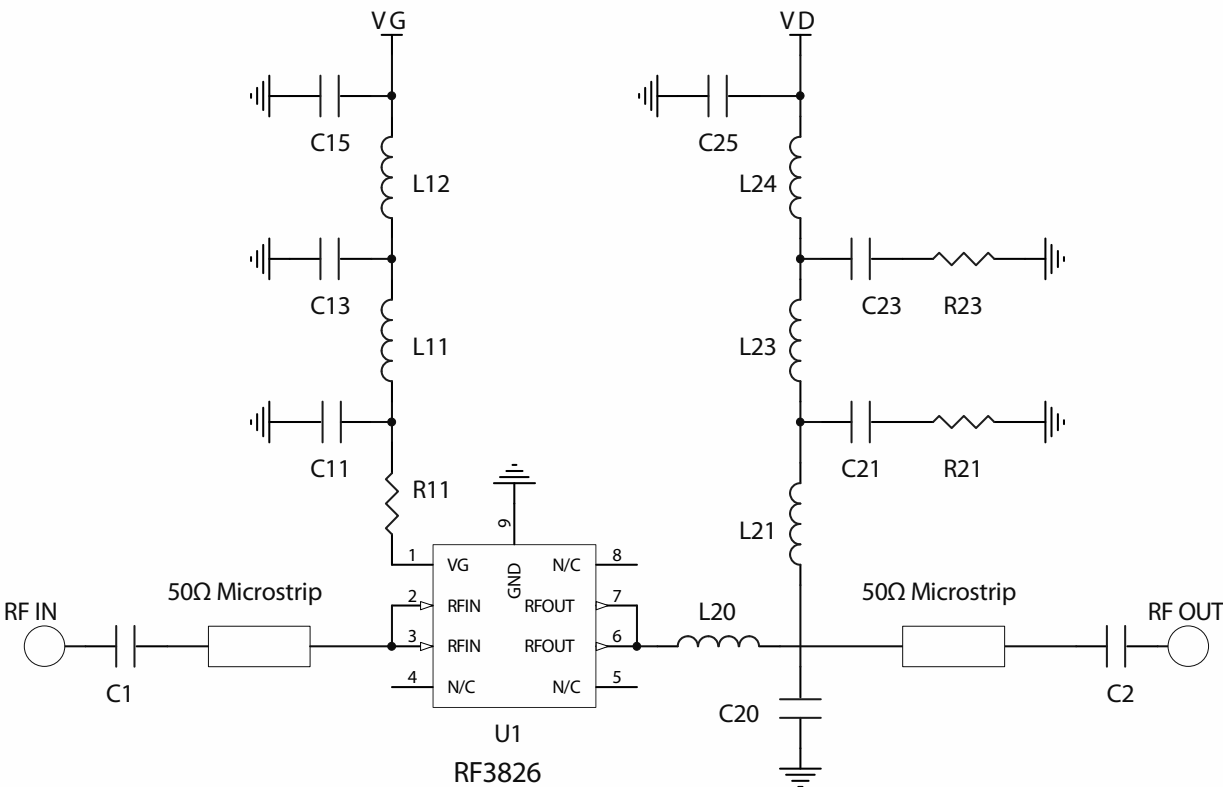 VG
VD
C15
C25
L12
L24
C13
C23
R23
L11
L23
C11
C21
R21
R11
9
L21
1
VG
GND
N/C
8
50Ω Microstrip
2
RFIN
RFOUT
7
50Ω Microstrip
RF IN
L20
RF OUT
3
RFIN
RFOUT
6
C1
4
N/C
N/C
5
C20
C2
U1
RF3826